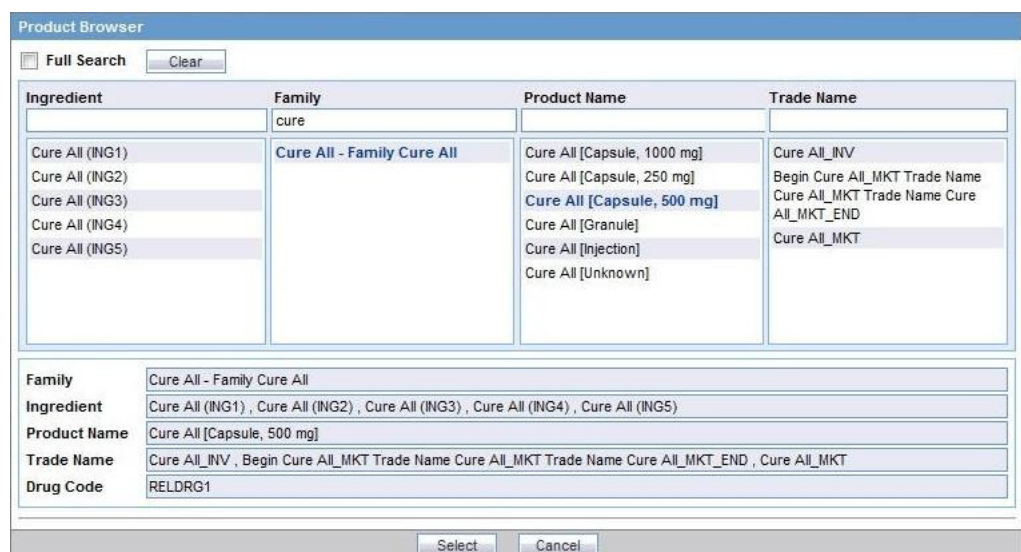 Product Browser
Full Search Clear
Ingredient Family Product Name Trade Name
cure
Cure All (ING1)
Cure All (ING2)
Cure All (ING3)
Cure All (ING4)
Cure All (ING5)
Cure All - Family Cure All
Cure All [Capsule, 1000 mg]
Cure All [Capsule, 250 mg]
Cure All [Capsule, 500 mg]
Cure All [Granule]
Cure All [Injection]
Cure All [Unknown]
Cure All_INV
Begin Cure All_MKT Trade Name
Cure All_MKT Trade Name Cure
All_MKT_END
Cure All_MKT
Family Cure All - Family Cure All
Ingredient Cure All (ING1) , Cure All (ING2) , Cure All (ING3) , Cure All (ING4) , Cure All (ING5)
Product Name Cure All [Capsule, 500 mg]
Trade Name Cure All_INV , Begin Cure All_MKT Trade Name Cure All_MKT Trade Name Cure All_MKT_END , Cure All_MKT
Drug Code RELDRG1
Select Cancel